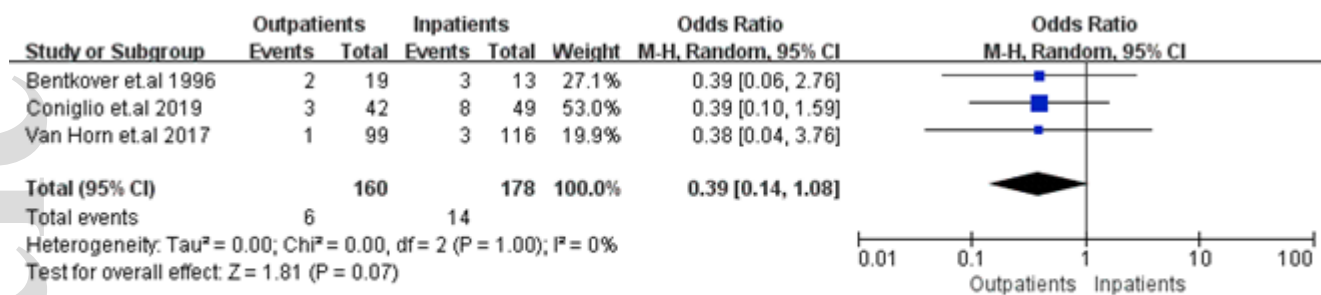 Outpatients Inpatients Odds Ratio Odds Ratio
Study or Subgroup Events Total Events Total Weight M-H, Random, 95% CI M-H, Random, 95% CI
Bentkover et.al 1996 2 19 3 13 27.1% 0.39 [0.06, 2.76]
Coniglio et.al 2019 3 42 8 49 53.0% 0.39 [0.10, 1.59]
Van Horn et.al 2017 1 99 3 116 19.9% 0.38 [0.04, 3.76]
Total (95% CI) 160 178 100.0% 0.39 [0.14, 1.08]
Total events 6 14
Heterogeneity: Tau² = 0.00; Chi² = 0.00, df = 2 (P = 1.00); I² = 0%
Test for overall effect: Z = 1.81 (P = 0.07)
0.01 0.1 1 10 100
Outpatients Inpatients